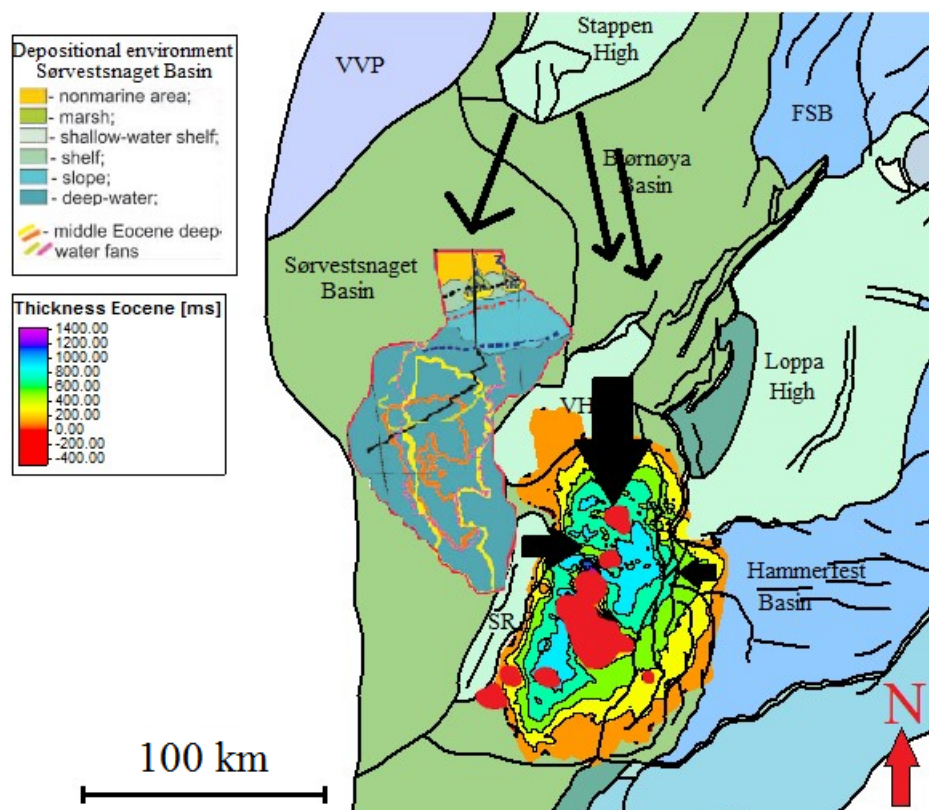 Depositional environment
Sørvestsnaget Basin
- nonmarine area;
- marsh;
- shallow-water shelf;
- shelf;
- slope;
- deep-water;
- middle Eocene deep-
water fans
Thickness Eocene [ms]
1400.00
1200.00
1000.00
800.00
600.00
400.00
200.00
0.00
-200.00
-400.00
VVP
Stappen
High
FSB
Bjørnøya
Basin
Sørvestsnaget
Basin
Loppa
High
VH
Hammerfest
Basin
SR
100 km
N